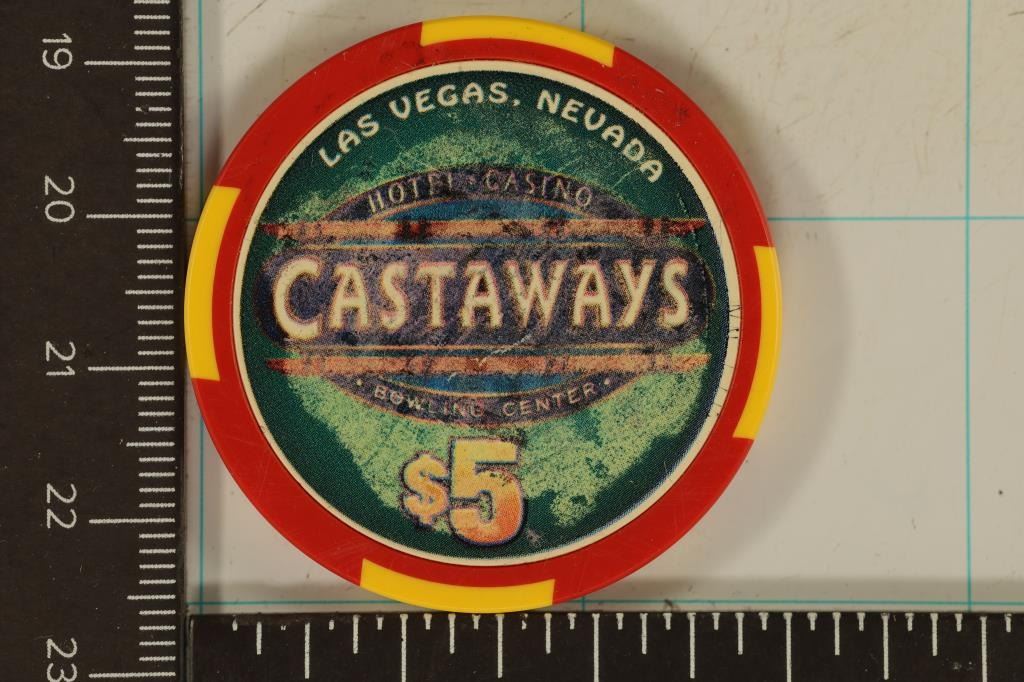 LAS VEGAS, NEVADA
HOTEL • CASINO
CASTAWAYS
• BOWLING CENTER •
$5
19
20
21
22
23